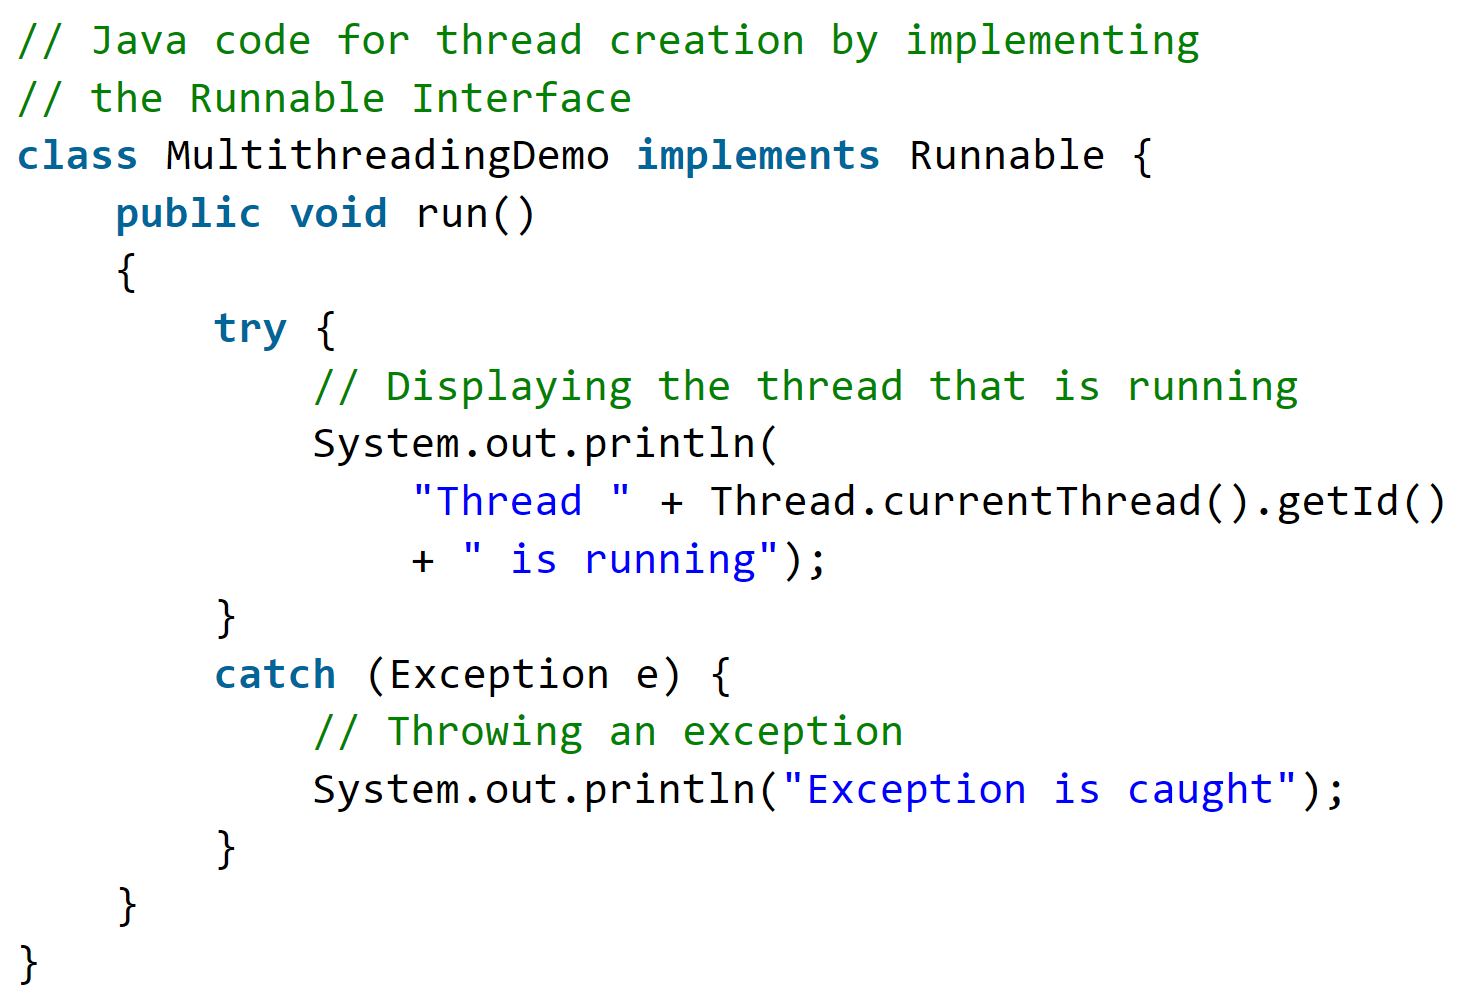 // Java code for thread creation by implementing
// the Runnable Interface
class MultithreadingDemo implements Runnable {
    public void run()
    {
        try {
            // Displaying the thread that is running
            System.out.println(
                "Thread " + Thread.currentThread().getId()
                + " is running");
        }
        catch (Exception e) {
            // Throwing an exception
            System.out.println("Exception is caught");
        }
    }
}